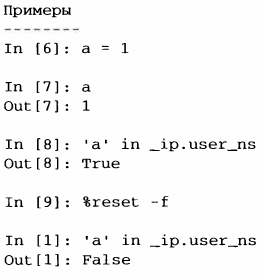 Примеры
--------
In [6]: a = 1
In [7]: a
Out[7]: 1
In [8]: 'a' in _ip.user_ns
Out[8]: True
In [9]: %reset -f
In [1]: 'a' in _ip.user_ns
Out[1]: False